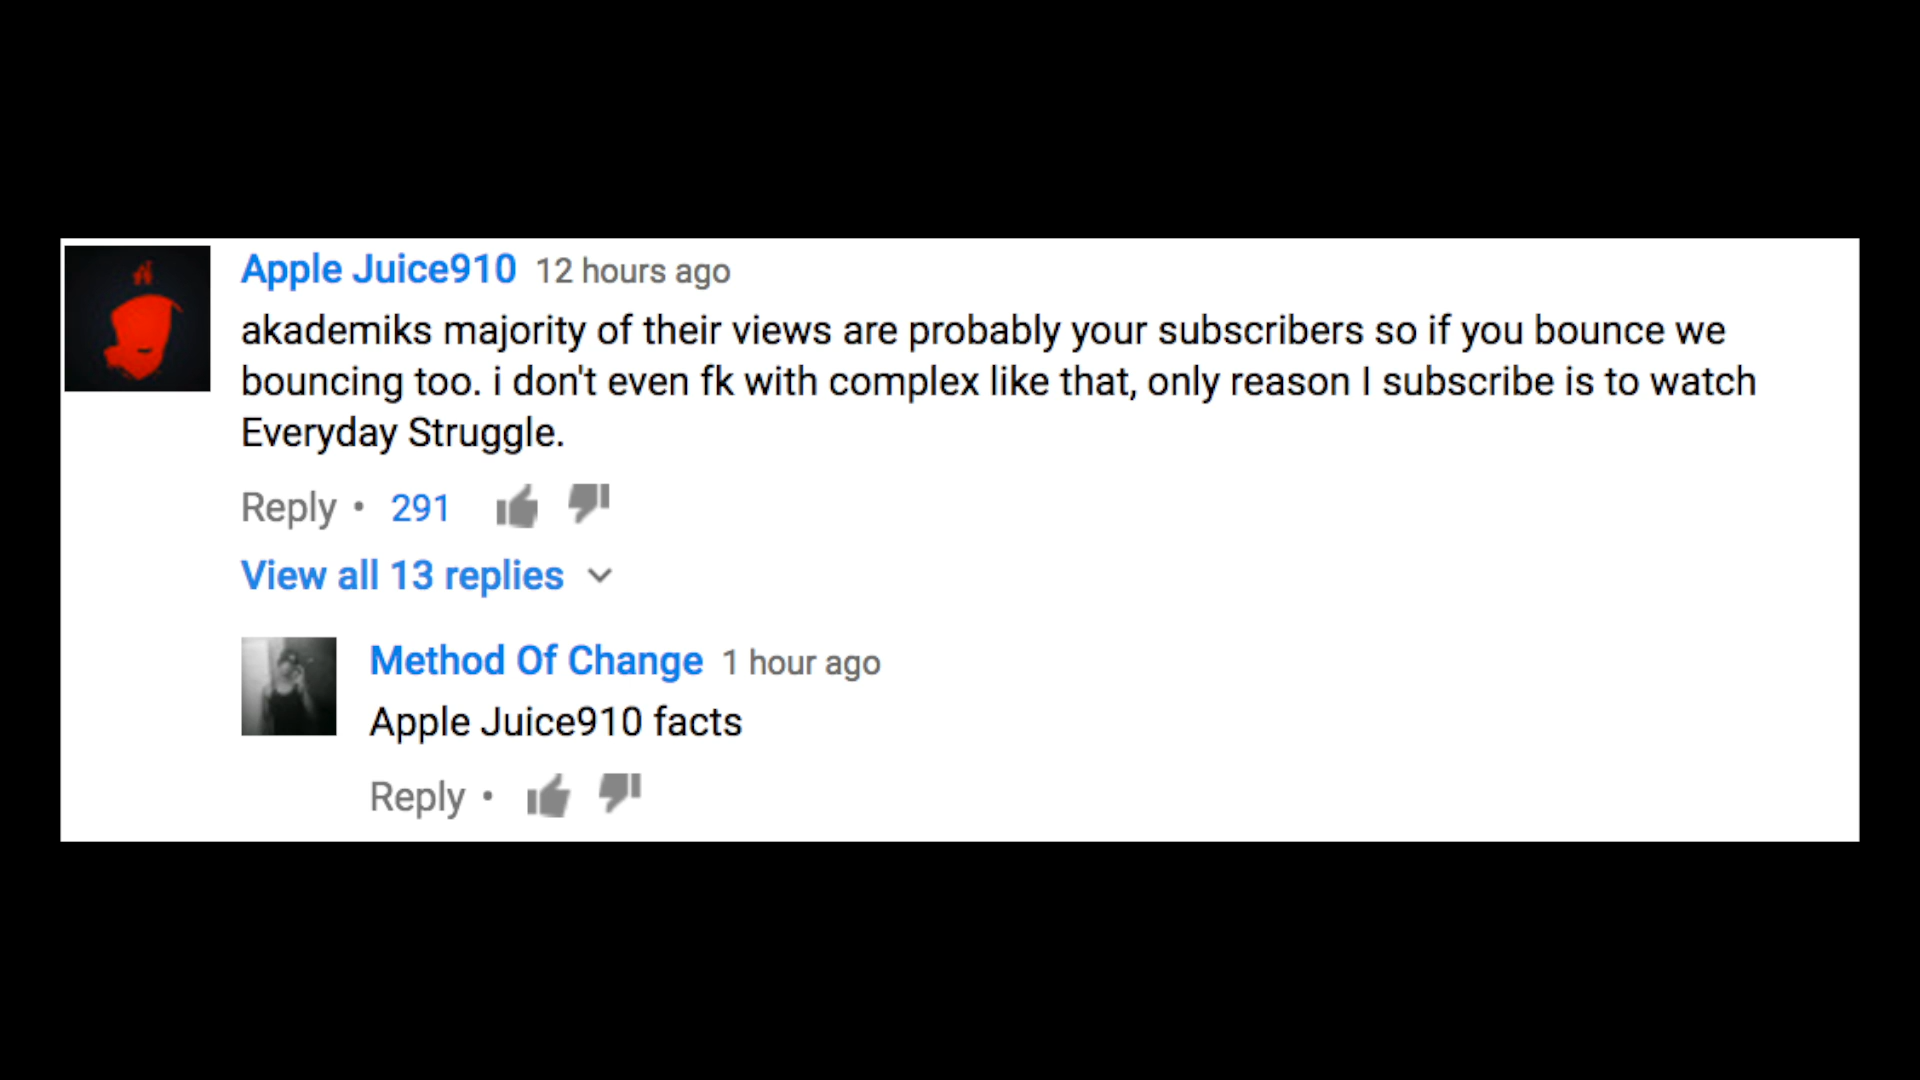 Apple Juice910 12 hours ago
akademiks majority of their views are probably your subscribers so if you bounce we
bouncing too. i don't even fk with complex like that, only reason I subscribe is to watch
Everyday Struggle.
Reply • 291
View all 13 replies
Method Of Change 1 hour ago
Apple Juice910 facts
Reply •